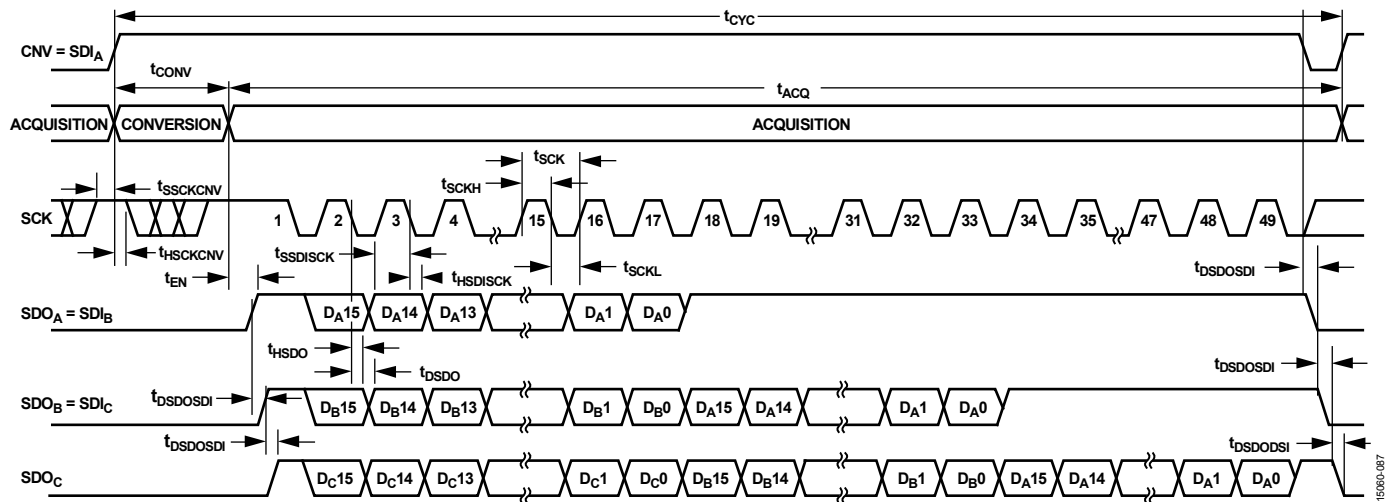 tCYC
CNV = SDIA
tCONV
tACQ
ACQUISITION CONVERSION ACQUISITION
tSCK
tSSCKCNV
tSCKH
SCK 1 2 3 4 15 16 17 18 19 31 32 33 34 35 47 48 49
tHSCKCNV
tSSDISCK
tSCKL
tDSDOSDI
tEN
tHSDISCK
SDOA = SDIB DA15 DA14 DA13 DA1 DA0
tHSDO
tDSDO
tDSDOSDI
tDSDOSDI
SDOB = SDIC DB15 DB14 DB13 DB1 DB0 DA15 DA14 DA1 DA0
tDSDOSDI
tDSDODSI
SDOC DC15 DC14 DC13 DC1 DC0 DB15 DB14 DB1 DB0 DA15 DA14 DA1 DA0
15060-087